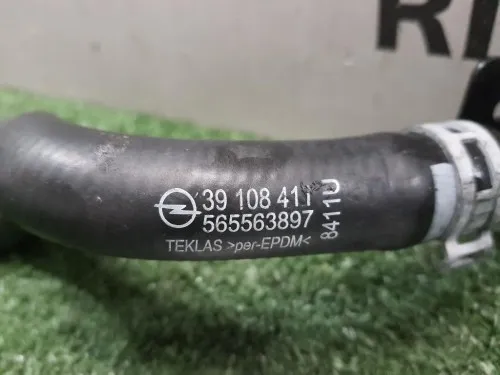 39 108 411
565563897
TEKLAS >per-EPDM<
8411U